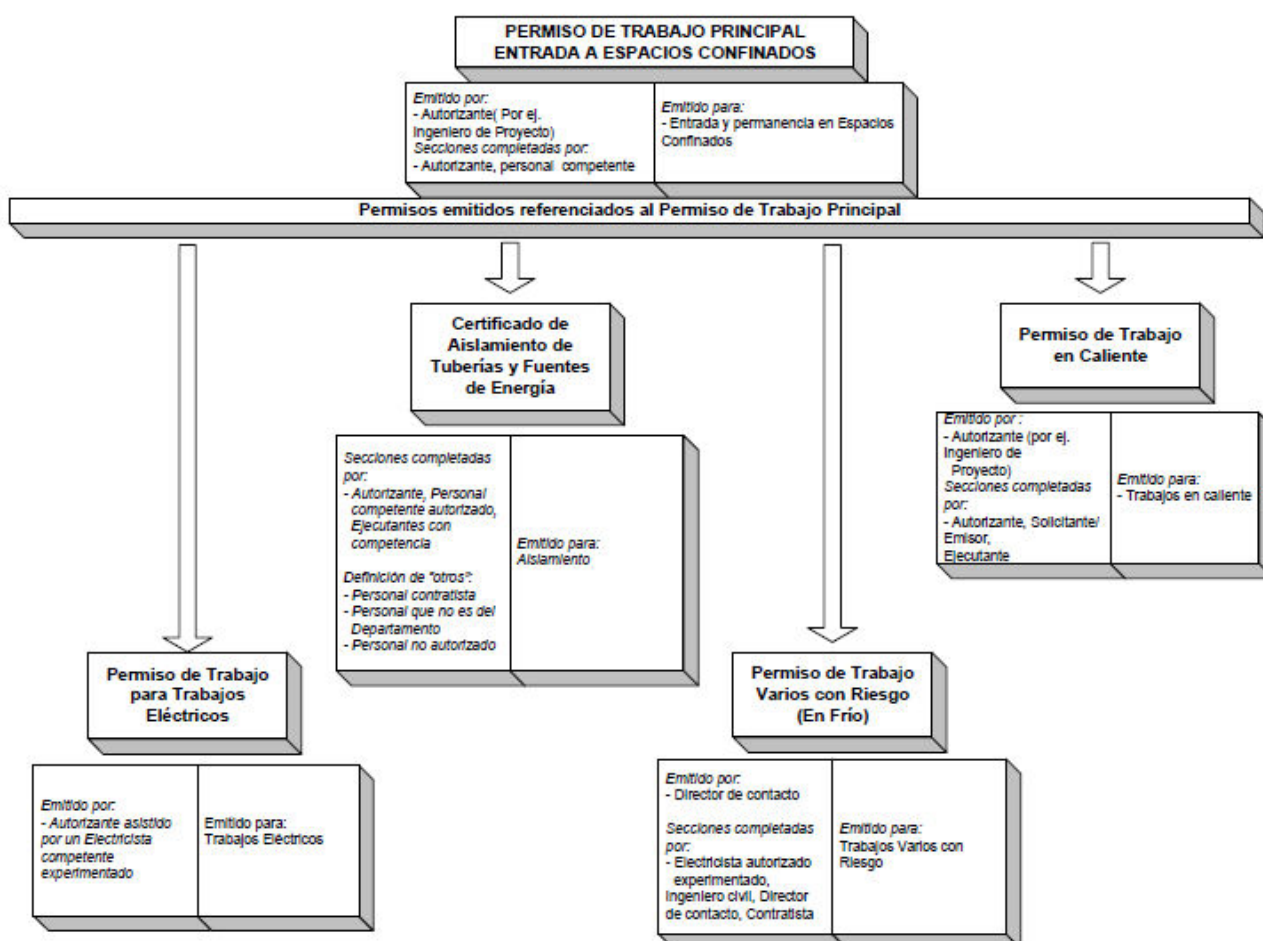 PERMISO DE TRABAJO PRINCIPAL
ENTRADA A ESPACIOS CONFINADOS
Emitido por:
- Autorizante( Por ej.
Ingeniero de Proyecto)
Secciones completadas por:
- Autorizante, personal competente
Emitido para:
- Entrada y permanencia en Espacios
Confinados
Permisos emitidos referenciados al Permiso de Trabajo Principal
Certificado de
Aislamiento de
Tuberías y Fuentes
de Energía
Secciones completadas
por:
- Autorizante, Personal
competente autorizado,
Ejecutantes con
competencia
Definición de "otros":
- Personal contratista
- Personal que no es del
Departamento
- Personal no autorizado
Emitido para:
Aislamiento
Permiso de Trabajo
en Caliente
Emitido por :
- Autorizante (por ej.
Ingeniero de
Proyecto)
Secciones completadas
por:
- Autorizante, Solicitante/
Emisor,
Ejecutante
Emitido para:
- Trabajos en caliente
Permiso de Trabajo
para Trabajos
Eléctricos
Emitido por:
- Autorizante asistido
por un Electricista
competente
experimentado
Emitido para:
Trabajos Eléctricos
Permiso de Trabajo
Varios con Riesgo
(En Frío)
Emitido por:
- Director de contacto
Secciones completadas
por:
- Electricista autorizado
experimentado,
Ingeniero civil, Director
de contacto, Contratista
Emitido para:
Trabajos Varios con
Riesgo